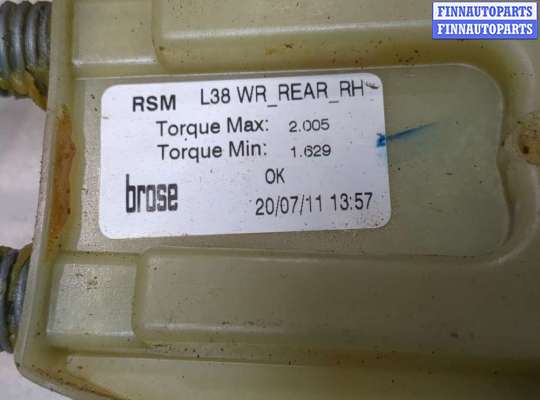 FINNAUTOPARTS
FINNAUTOPARTS
RSM L38 WR_REAR_RH
Torque Max: 2.005
Torque Min: 1.629
OK
brose
20/07/11 13:57